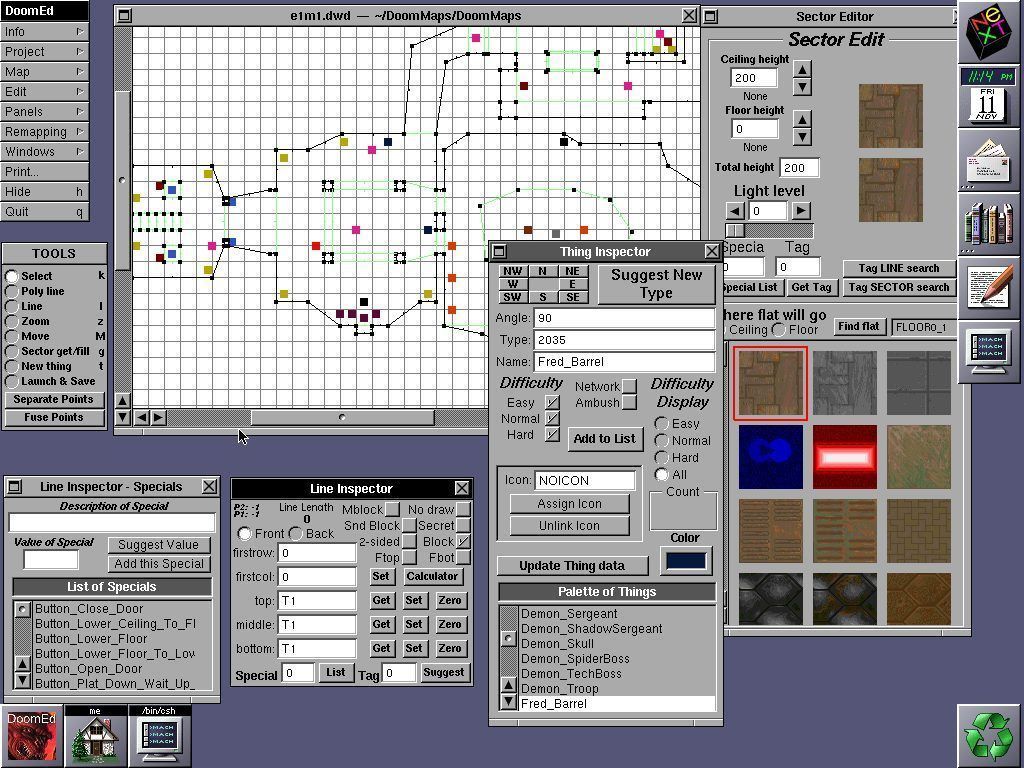 DoomEd
Info
Project
Map
Edit
Panels
Remapping
Windows
Print...
Hide h
Quit q
e1m1.dwd — ~/DoomMaps/DoomMaps
TOOLS
Select k
Poly line
Line l
Zoom z
Move M
Sector get/fill g
New thing t
Launch & Save
Separate Points
Fuse Points
Sector Editor
Sector Edit
Ceiling height
200
None
Floor height
0
None
Total height 200
Light level
0
Specia Tag
0
Tag LINE search
Special List Get Tag Tag SECTOR search
here flat will go
Ceiling Floor Find flat FLOOR0_1
NeXT
11:14 PM
FRI
11
NOV
Thing Inspector
NW N NE
W E
SW S SE
Suggest New
Type
Angle: 90
Type: 2035
Name: Fred_Barrel
Difficulty
Easy
Normal
Hard
Network
Ambush
Add to List
Difficulty
Display
Easy
Normal
Hard
All
Count
Icon: NOICON
Assign Icon
Unlink Icon
Color
Update Thing data
Palette of Things
Demon_Sergeant
Demon_ShadowSergeant
Demon_Skull
Demon_SpiderBoss
Demon_TechBoss
Demon_Troop
Fred_Barrel
Line Inspector - Specials
Description of Special
Value of Special
Suggest Value
Add this Special
List of Specials
Button_Close_Door
Button_Lower_Ceiling_To_Fl
Button_Lower_Floor
Button_Lower_Floor_To_Lov
Button_Open_Door
Button_Plat_Down_Wait_Up_
Line Inspector
P2: -1
P1: -1
Line Length
0
Front Back
Mblock No draw
Snd Block Secret
2-sided Block
Ftop Fbot
firstrow: 0
firstcol: 0 Set Calculator
top: T1 Get Set Zero
middle: T1 Get Set Zero
bottom: T1 Get Set Zero
Special 0 List Tag 0 Suggest
DoomEd
me
/bin/csh
MACH
MACH
MACH